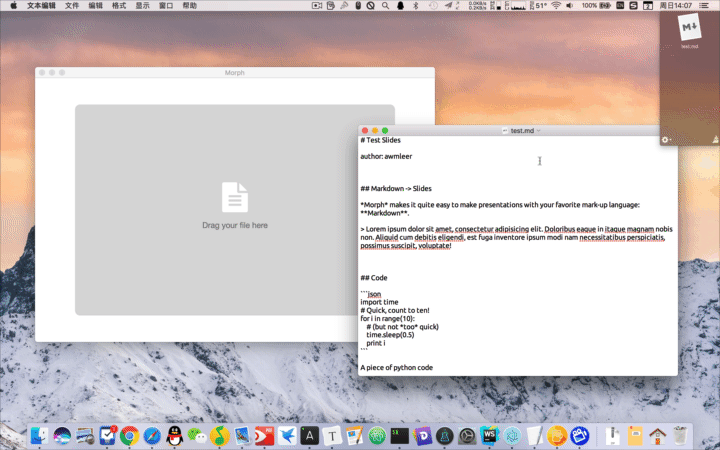 文本编辑 文件 编辑 格式 显示 窗口 帮助
51° 100% 周日14:07
test.md
Morph
Drag your file here
test.md
# Test Slides
author: awmleer
## Markdown -> Slides
*Morph* makes it quite easy to make presentations with your favorite mark-up language:
**Markdown**.
> Lorem ipsum dolor sit amet, consectetur adipisicing elit. Doloribus eaque in itaque magnam nobis
non. Aliquid cum debitis eligendi, est fuga inventore ipsum modi nam necessitatibus perspiciatis,
possimus suscipit, voluptate!
## Code
```json
import time
# Quick, count to ten!
for i in range(10):
# (but not *too* quick)
time.sleep(0.5)
print i
```
A piece of python code